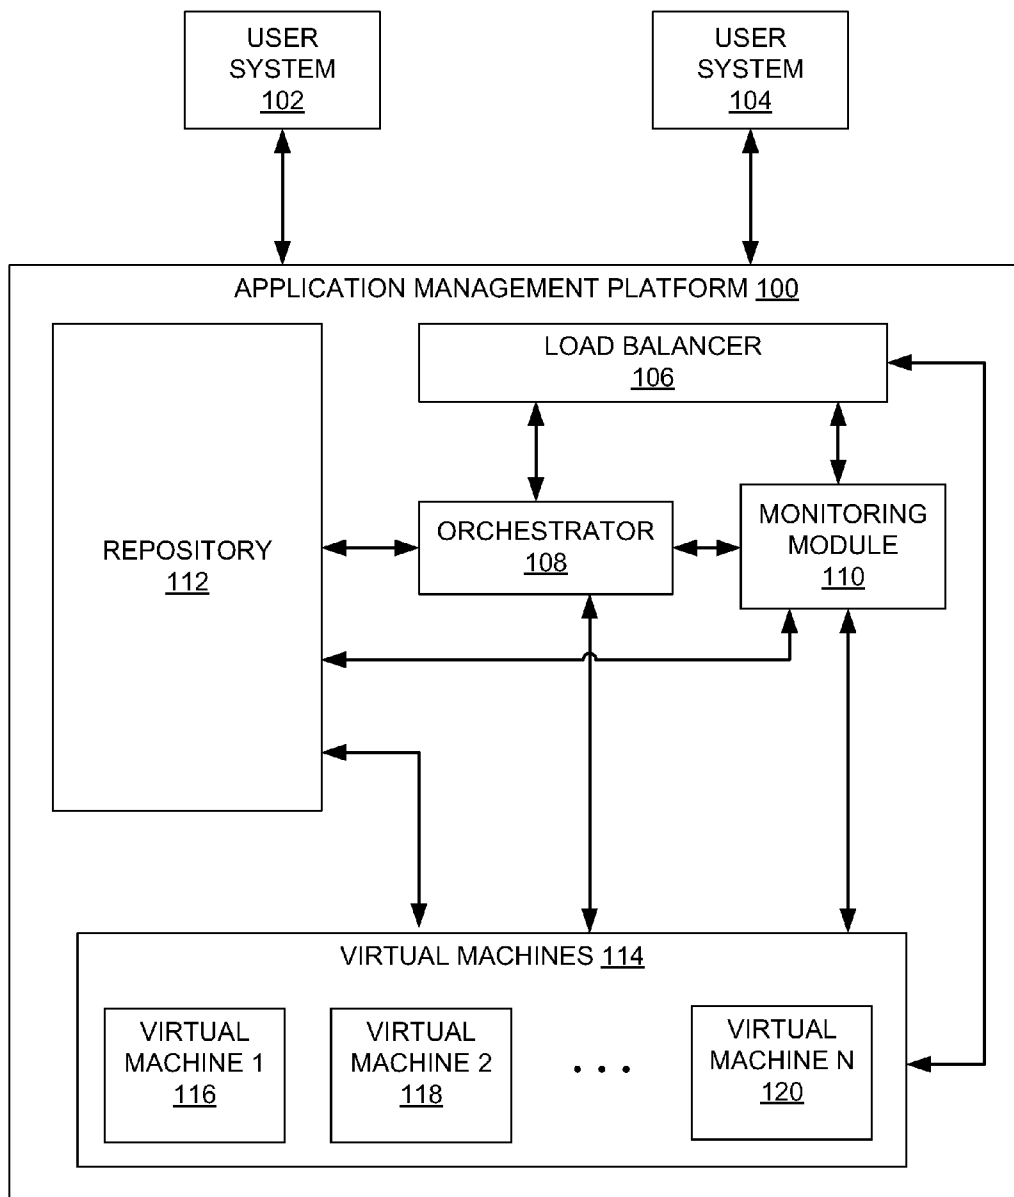 USER
SYSTEM
102
USER
SYSTEM
104
APPLICATION MANAGEMENT PLATFORM 100
LOAD BALANCER
106
REPOSITORY
112
ORCHESTRATOR
108
MONITORING
MODULE
110
VIRTUAL MACHINES 114
VIRTUAL
MACHINE 1
116
VIRTUAL
MACHINE 2
118
. . .
VIRTUAL
MACHINE N
120